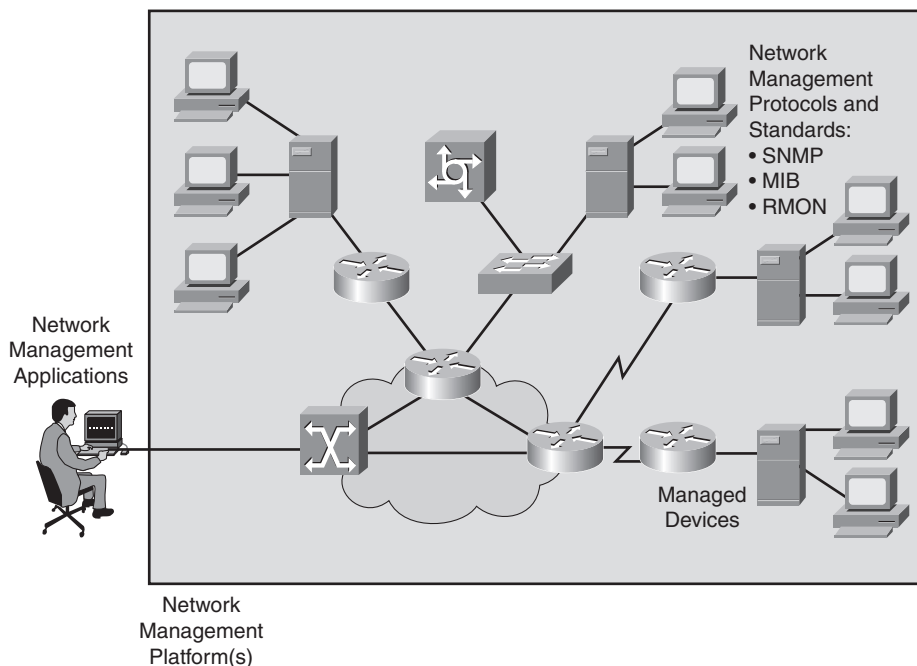 Network
Management
Protocols and
Standards:
• SNMP
• MIB
• RMON
Network
Management
Applications
Managed
Devices
Network
Management
Platform(s)